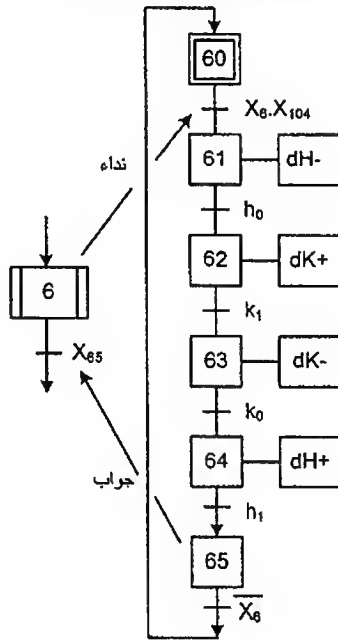 60
X₆.X₁₀₄
نداء
61 dH-
h₀
62 dK+
6
k₁
X₆₅
63 dK-
k₀
64 dH+
جواب
h₁
65
X̅₆̅